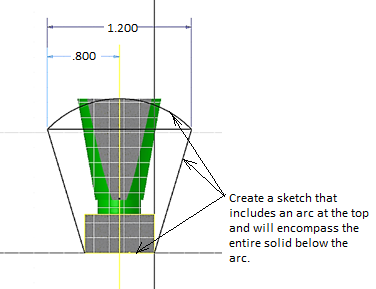 1.200
.800
Create a sketch that
includes an arc at the top
and will encompass the
entire solid below the
arc.